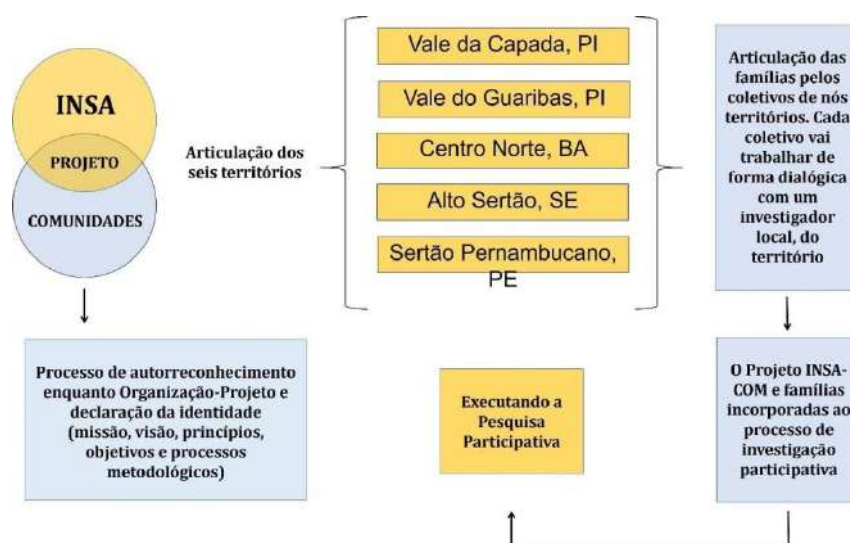 INSA
PROJETO
COMUNIDADES
Articulação dos
seis territórios
Vale da Capada, PI
Vale do Guaribas, PI
Centro Norte, BA
Alto Sertão, SE
Sertão Pernambucano,
PE
Articulação das
famílias pelos
coletivos de nós
territórios. Cada
coletivo vai
trabalhar de
forma dialógica
com um
investigador
local, do
território
Processo de autorreconhecimento
enquanto Organização-Projeto e
declaração da identidade
(missão, visão, princípios,
objetivos e processos
metodológicos)
Executando a
Pesquisa
Participativa
O Projeto INSA-
COM e famílias
incorporadas ao
processo de
investigação
participativa